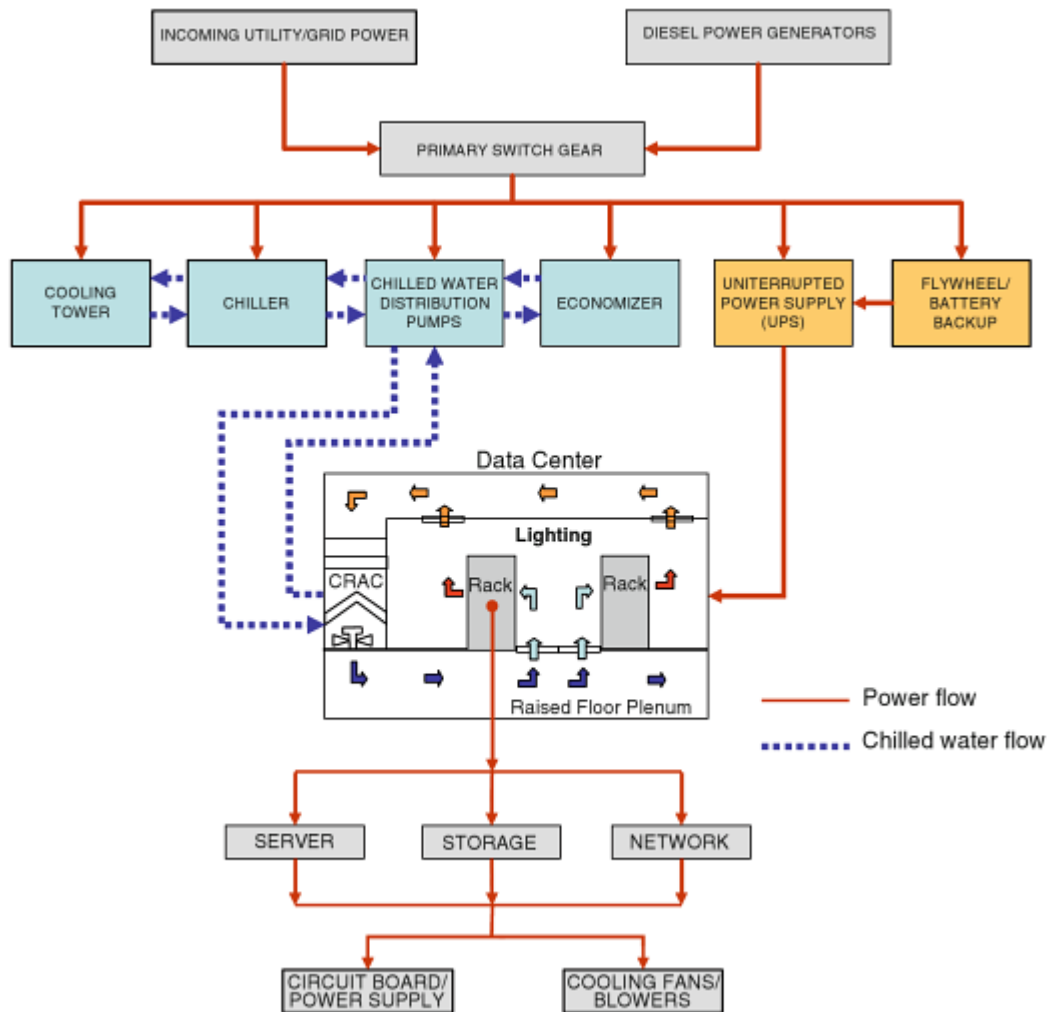 INCOMING UTILITY/GRID POWER
DIESEL POWER GENERATORS
PRIMARY SWITCH GEAR
COOLING
TOWER
CHILLER
CHILLED WATER
DISTRIBUTION
PUMPS
ECONOMIZER
UNITERRUPTED
POWER SUPPLY
(UPS)
FLYWHEEL/
BATTERY
BACKUP
Data Center
Lighting
CRAC
Rack
Rack
Raised Floor Plenum
Power flow
Chilled water flow
SERVER
STORAGE
NETWORK
CIRCUIT BOARD/
POWER SUPPLY
COOLING FANS/
BLOWERS